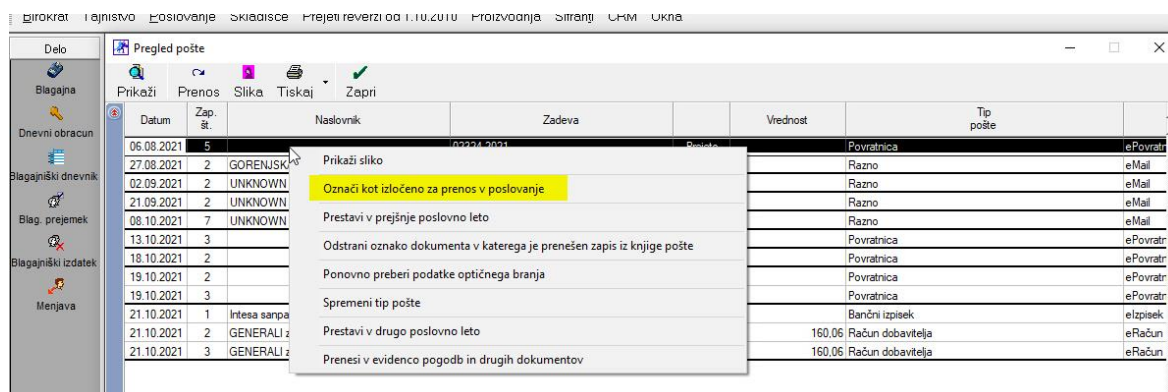 Birokrat Tajništvo Poslovanje Skladišče Prejeti reverzi od 1.10.2010 Proizvodnja Šifranti CRM Okna
Delo
Blagajna
Dnevni obracun
Blagajniški dnevnik
Blag. prejemek
Blagajniški izdatek
Menjava
Pregled pošte
Prikaži Prenos Slika Tiskaj Zapri
Datum Zap. št. Naslovnik Zadeva Vrednost Tip pošte
06.08.2021 5 02324 2021 Prejeto Povratnica ePovratn
27.08.2021 2 GORENJSKA Razno eMail
02.09.2021 2 UNKNOWN Razno eMail
21.09.2021 2 UNKNOWN Razno eMail
08.10.2021 7 UNKNOWN Razno eMail
13.10.2021 3 Povratnica ePovratn
18.10.2021 2 Povratnica ePovratn
19.10.2021 2 Povratnica ePovratn
19.10.2021 3 Povratnica ePovratn
21.10.2021 1 Intesa sanpa Bančni izpisek eIzpisek
21.10.2021 2 GENERALI z 160,06 Račun dobavitelja eRačun
21.10.2021 3 GENERALI z 160,06 Račun dobavitelja eRačun
Prikaži sliko
Označi kot izločeno za prenos v poslovanje
Prestavi v prejšnje poslovno leto
Odstrani oznako dokumenta v katerega je prenešen zapis iz knjige pošte
Ponovno preberi podatke optičnega branja
Spremeni tip pošte
Prestavi v drugo poslovno leto
Prenesi v evidenco pogodb in drugih dokumentov